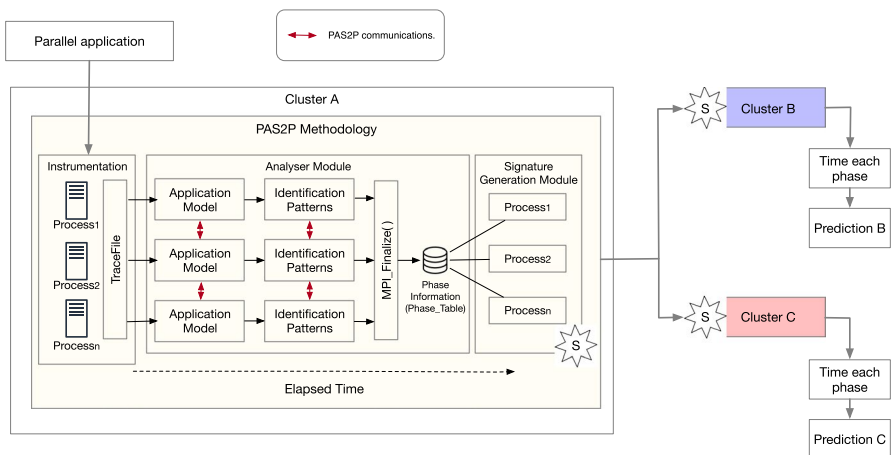 Parallel application
PAS2P communications.
Cluster A
PAS2P Methodology
Instrumentation
Process1
Process2
Processn
TraceFile
Analyser Module
Application
Model
Identification
Patterns
Application
Model
Identification
Patterns
Application
Model
Identification
Patterns
MPI_Finalize()
Phase
Information
(Phase_Table)
Signature
Generation Module
Process1
Process2
Processn
S
Elapsed Time
S
Cluster B
Time each
phase
Prediction B
S
Cluster C
Time each
phase
Prediction C